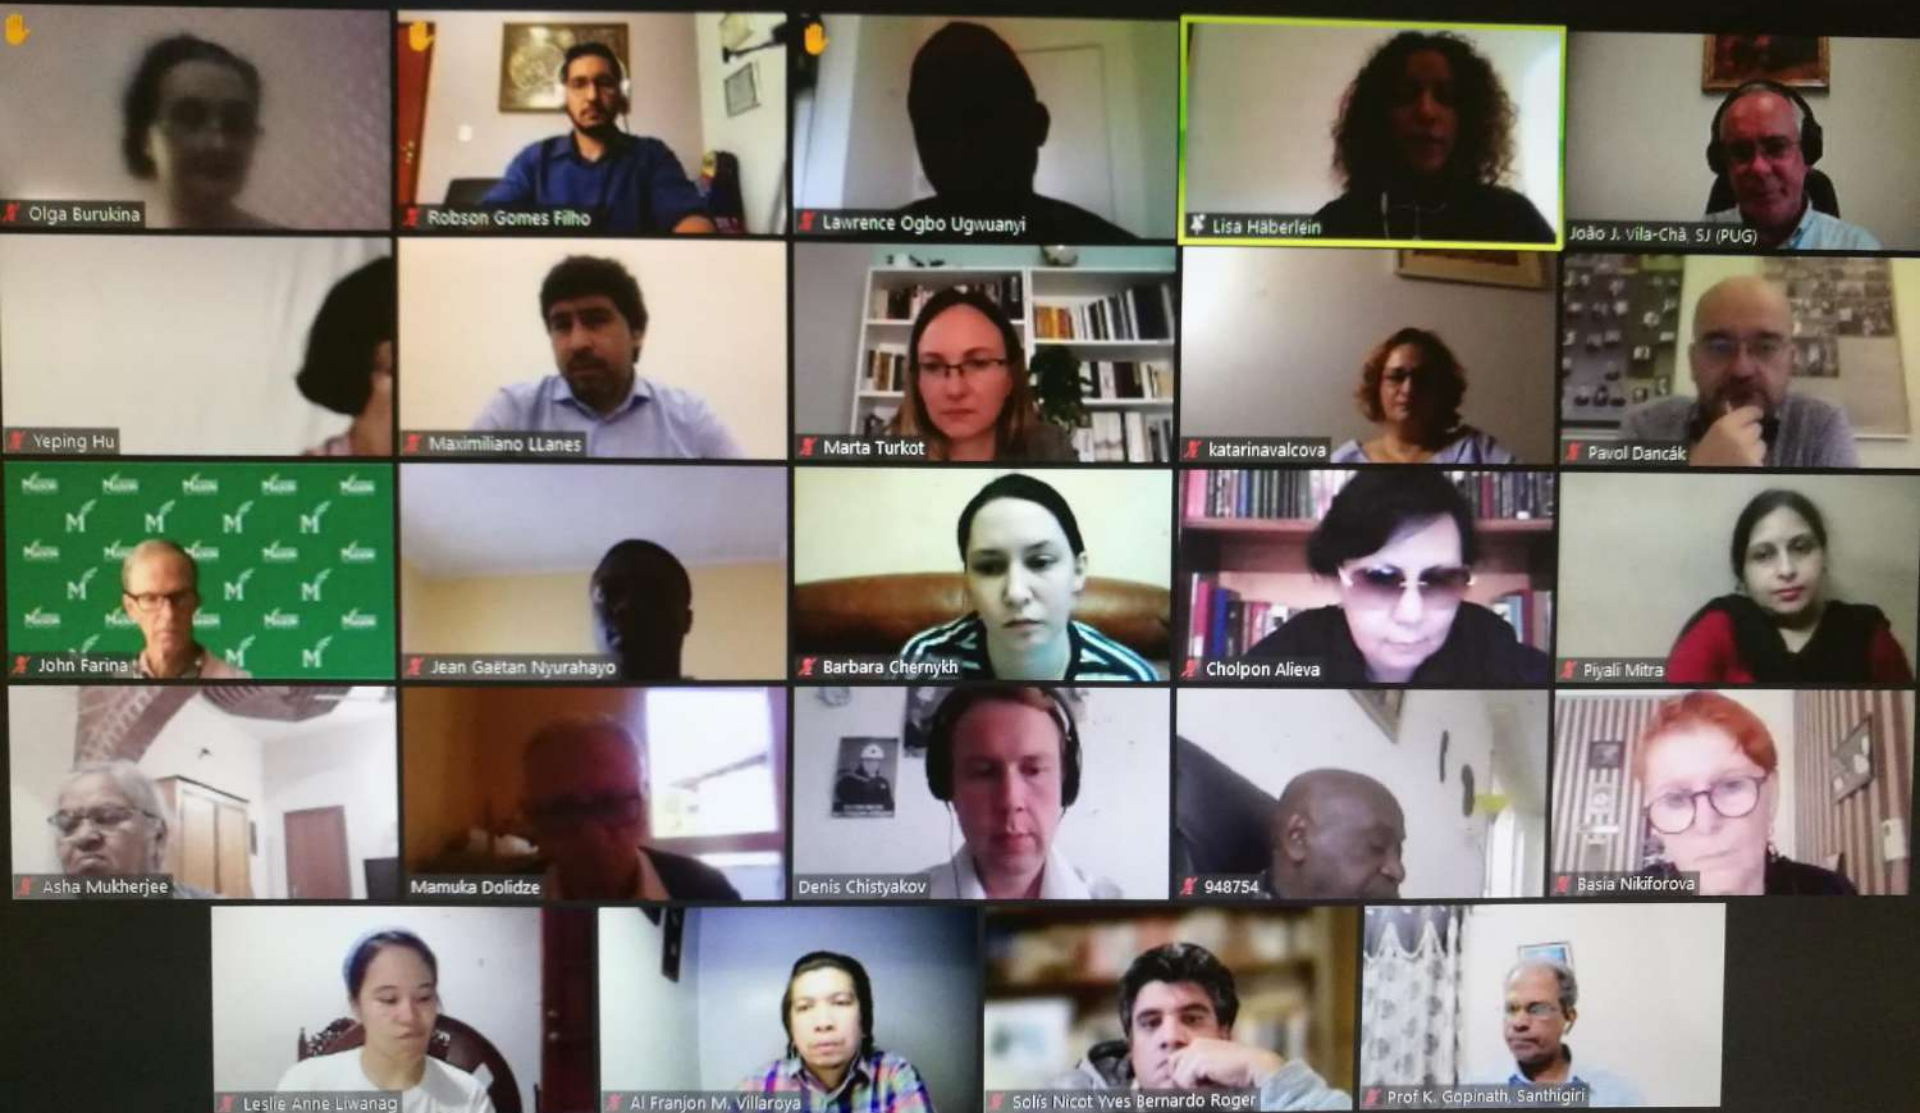 Olga Burukina
Robson Gomes Filho
Lawrence Ogbo Ugwuanyi
Lisa Häberlein
João J. Vila-Chã, SJ (PUG)
Yeping Hu
Maximiliano LLanes
Marta Turkot
katarinavalcova
Pavol Dancák
John Farina
Jean Gaëtan Nyurahayo
Barbara Chernykh
Cholpon Alieva
Piyali Mitra
Asha Mukherjee
Mamuka Dolidze
Denis Chistyakov
948754
Basia Nikiforova
Leslie Anne Liwanag
Al Franjon M. Villaroya
Solís Nicot Yves Bernardo Roger
Prof K. Gopinath, Santhigiri